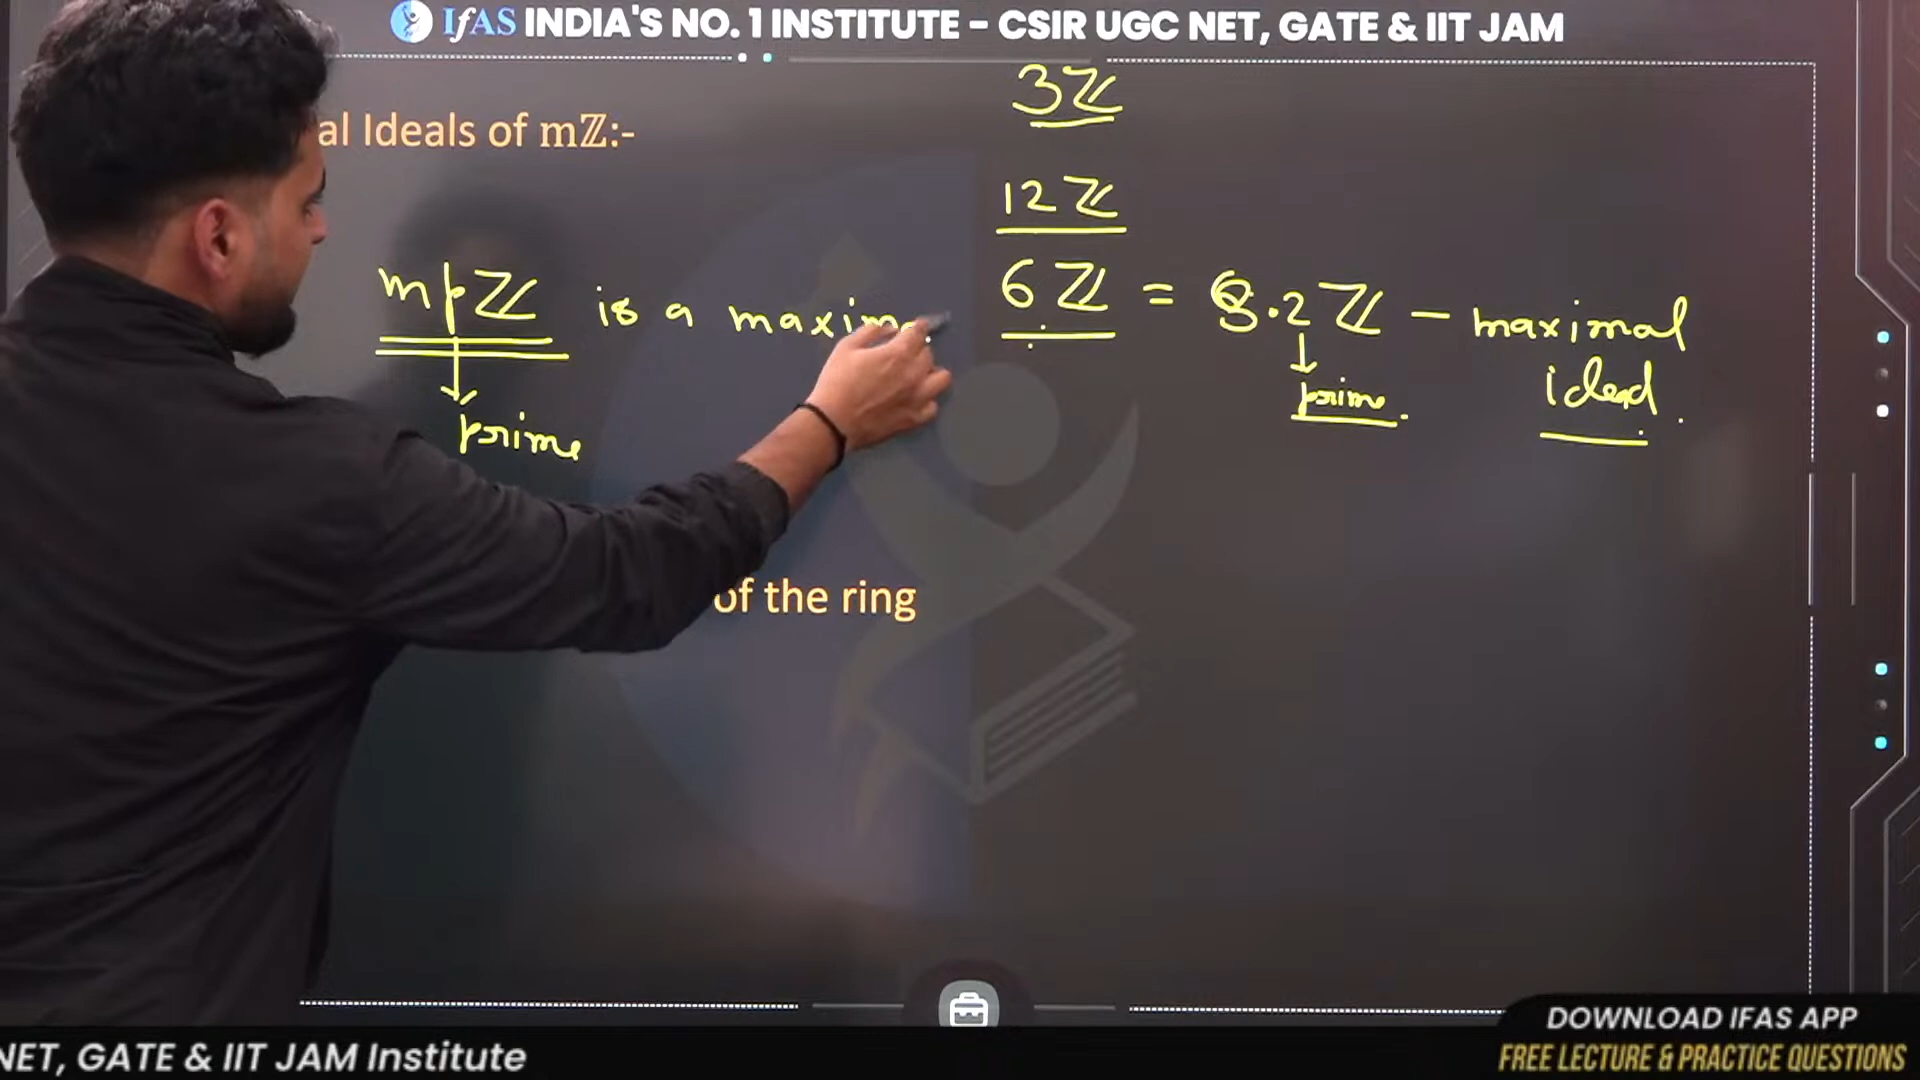 IfAS INDIA'S NO. 1 INSTITUTE - CSIR UGC NET, GATE & IIT JAM
al Ideals of mℤ:-
3ℤ
12ℤ
mpℤ is a maxima
6ℤ = 3.2ℤ - maximal ideal
prime
prime
of the ring
DOWNLOAD IFAS APP
NET, GATE & IIT JAM Institute
FREE LECTURE & PRACTICE QUESTIONS